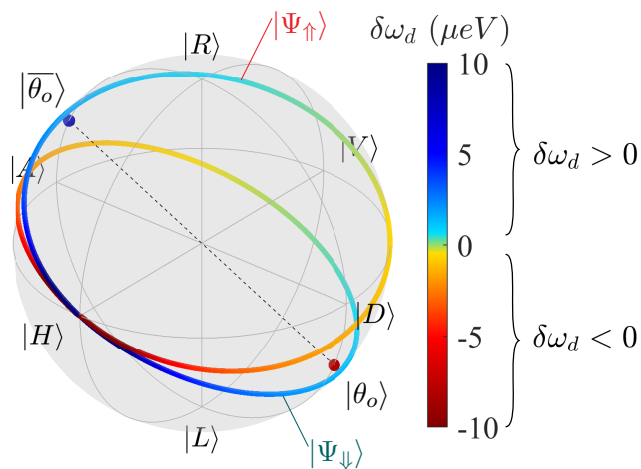 |Ψ⇑⟩
δω_d (μeV)
|R⟩
10
|θ̄_o⟩
5
δω_d > 0
|V⟩
|A⟩
0
|D⟩
|H⟩
-5
δω_d < 0
|θ_o⟩
-10
|L⟩
|Ψ⇓⟩